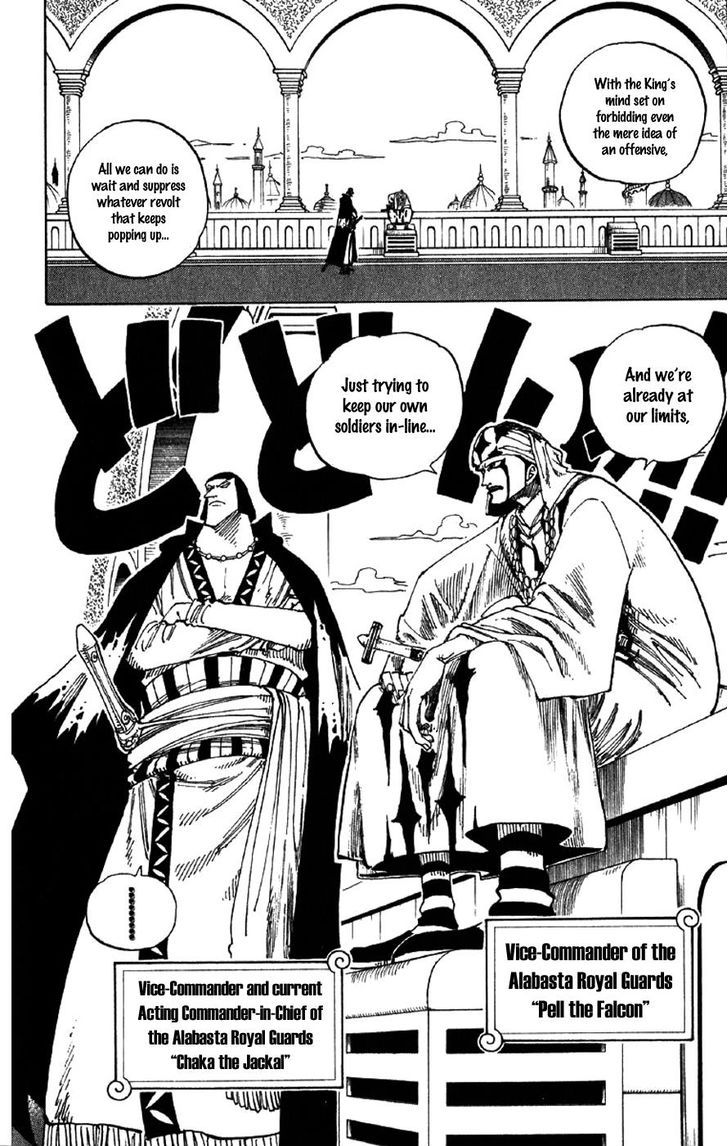 With the King's
mind set on
forbidding even
the mere idea of
an offensive,
All we can do is
wait and suppress
whatever revolt
that keeps
popping up...
And we're
already at
our limits,
Just trying to
keep our own
soldiers in-line...
ドドン!!
..........
Vice-Commander of the
Alabasta Royal Guards
"Pell the Falcon"
Vice-Commander and current
Acting Commander-in-Chief of
the Alabasta Royal Guards
"Chaka the Jackal"